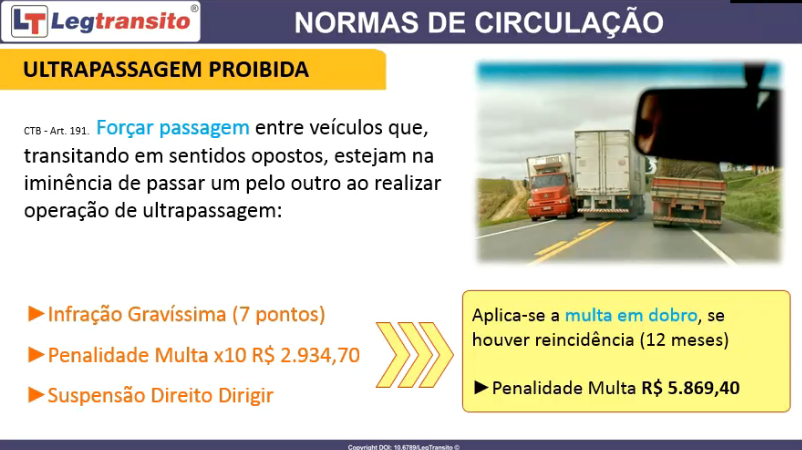 LT Legtransito®
NORMAS DE CIRCULAÇÃO
ULTRAPASSAGEM PROIBIDA
CTB - Art. 191. Forçar passagem entre veículos que,
transitando em sentidos opostos, estejam na
iminência de passar um pelo outro ao realizar
operação de ultrapassagem:
►Infração Gravíssima (7 pontos)
►Penalidade Multa x10 R$ 2.934,70
►Suspensão Direito Dirigir
Aplica-se a multa em dobro, se
houver reincidência (12 meses)
►Penalidade Multa R$ 5.869,40
Copyright DOI: 10.6789/LegTransito ©